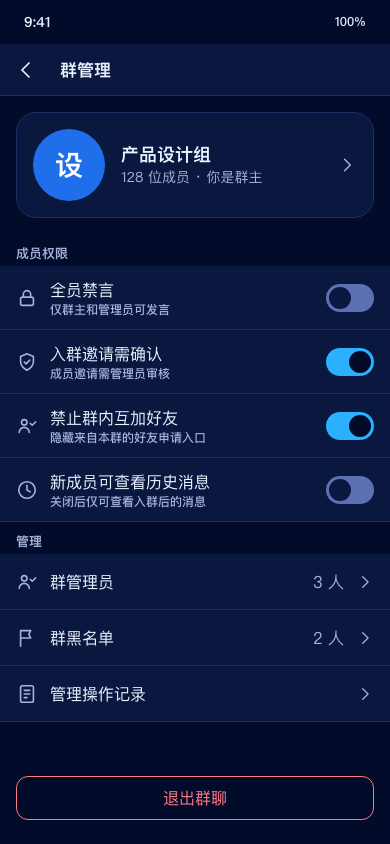 9:41
100%
群管理
设
产品设计组
128 位成员 · 你是群主
成员权限
全员禁言
仅群主和管理员可发言
入群邀请需确认
成员邀请需管理员审核
禁止群内互加好友
隐藏来自本群的好友申请入口
新成员可查看历史消息
关闭后仅可查看入群后的消息
管理
群管理员
3 人
群黑名单
2 人
管理操作记录
退出群聊